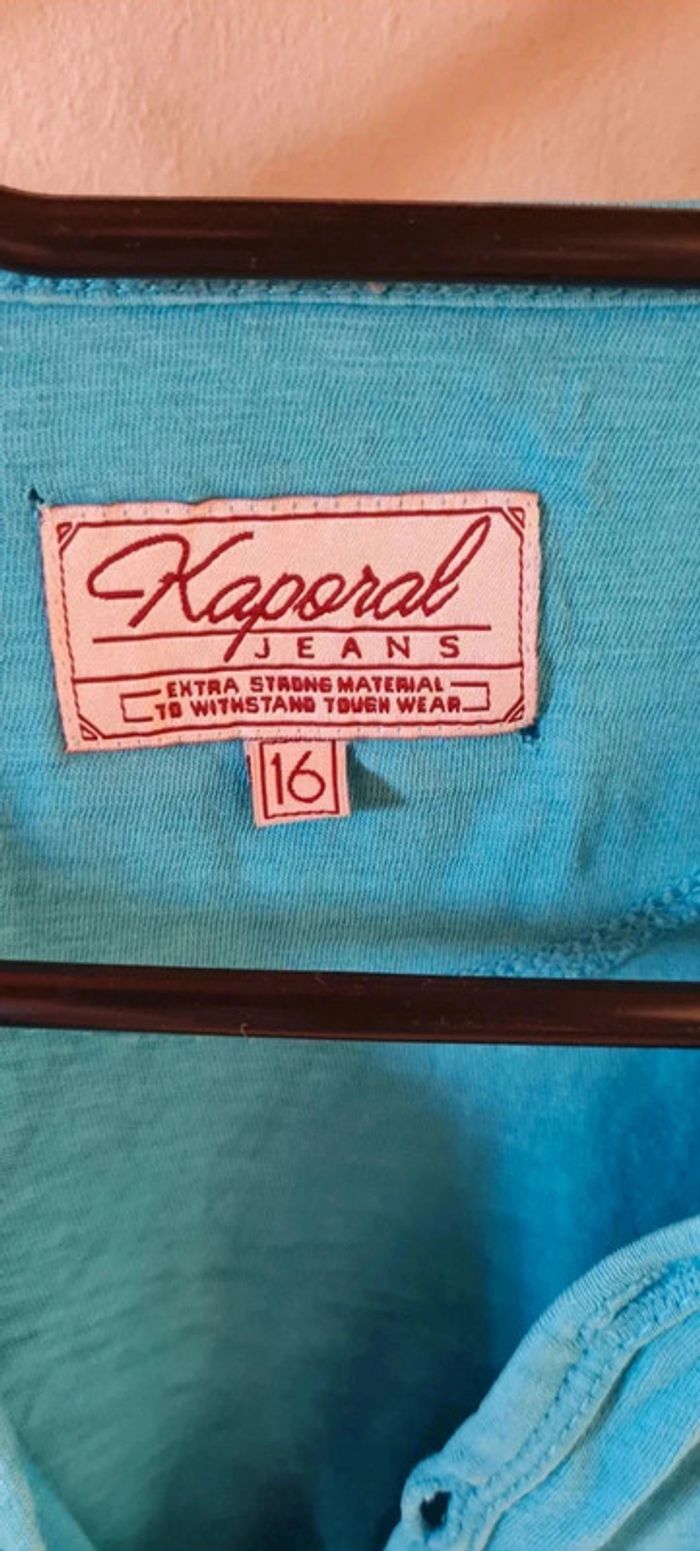 Kaporal
JEANS
EXTRA STRONG MATERIAL
TO WITHSTAND TOUGH WEAR
16